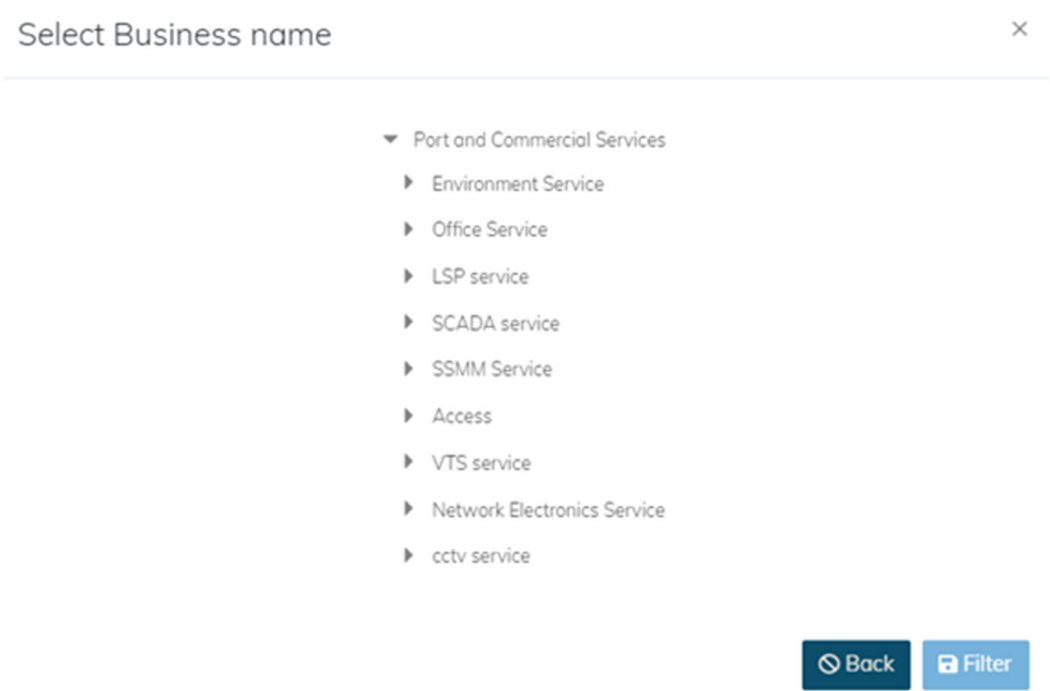 Select Business name
Port and Commercial Services
Environment Service
Office Service
LSP service
SCADA service
SSMM Service
Access
VTS service
Network Electronics Service
cctv service
Back
Filter